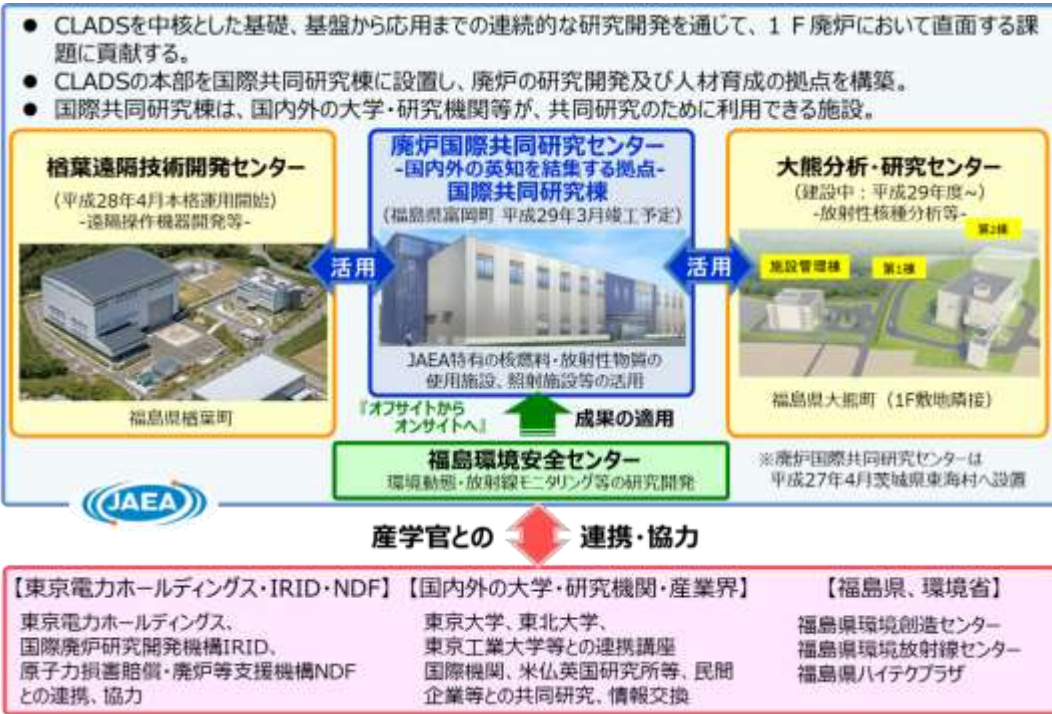 ● CLADSを中核とした基礎、基盤から応用までの連続的な研究開発を通じて、1 F廃炉において直面する課
題に貢献する。
● CLADSの本部を国際共同研究棟に設置し、廃炉の研究開発及び人材育成の拠点を構築。
● 国際共同研究棟は、国内外の大学・研究機関等が、共同研究のために利用できる施設。
楢葉遠隔技術開発センター
(平成28年4月本格運用開始)
-遠隔操作機器開発等-
福島県楢葉町
活用
廃炉国際共同研究センター
-国内外の英知を結集する拠点-
国際共同研究棟
(福島県富岡町 平成29年3月竣工予定)
JAEA特有の核燃料・放射性物質の
使用施設、照射施設等の活用
活用
大熊分析・研究センター
(建設中：平成29年度~)
-放射性核種分析等-
第2棟
施設管理棟
第1棟
福島県大熊町（1F敷地隣接）
『オフサイトから
オンサイトへ』
成果の適用
福島環境安全センター
環境動態・放射線モニタリング等の研究開発
※廃炉国際共同研究センターは
平成27年4月茨城県東海村へ設置
JAEA
産学官との 連携・協力
【東京電力ホールディングス・IRID・NDF】
東京電力ホールディングス、
国際廃炉研究開発機構IRID、
原子力損害賠償・廃炉等支援機構NDF
との連携、協力
【国内外の大学・研究機関・産業界】
東京大学、東北大学、
東京工業大学等との連携講座
国際機関、米仏英国研究所等、民間
企業等との共同研究、情報交換
【福島県、環境省】
福島県環境創造センター
福島県環境放射線センター
福島県ハイテクプラザ